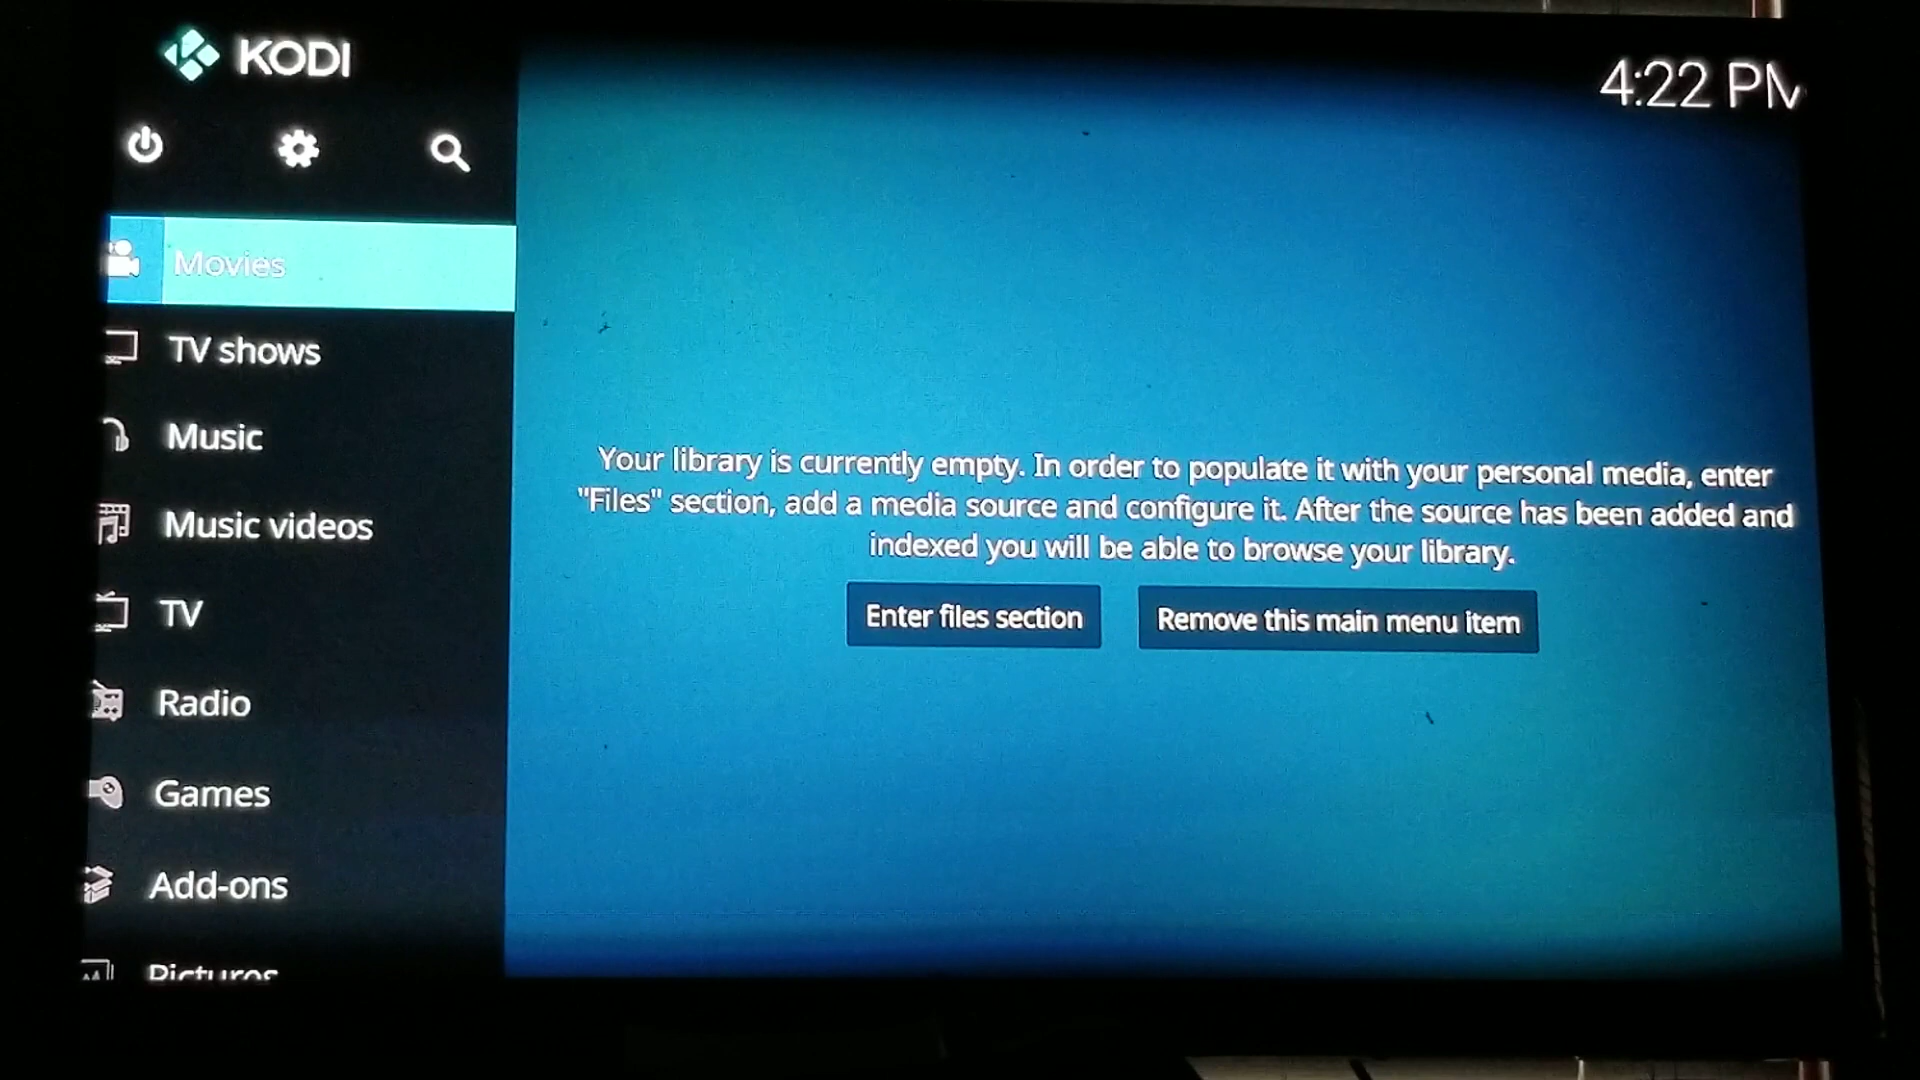 KODI
4:22 PM
Movies
TV shows
Music
Music videos
TV
Radio
Games
Add-ons
Pictures
Your library is currently empty. In order to populate it with your personal media, enter
"Files" section, add a media source and configure it. After the source has been added and
indexed you will be able to browse your library.
Enter files section
Remove this main menu item